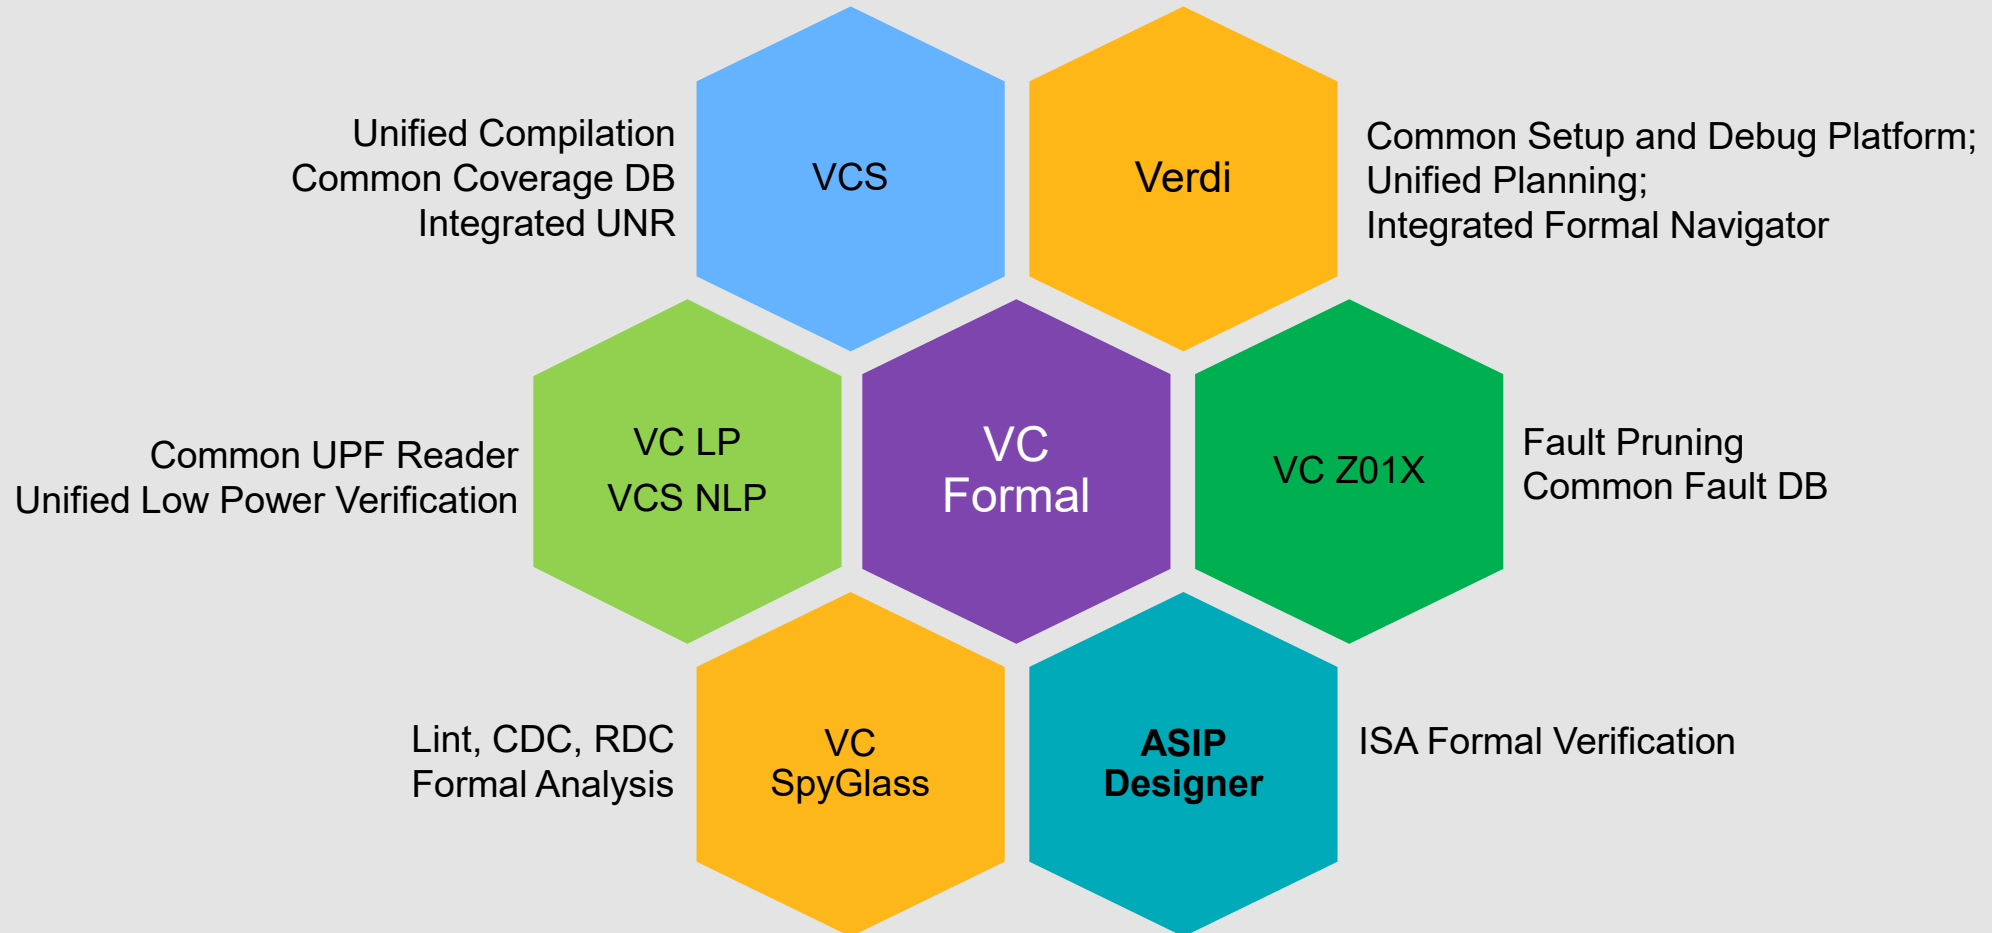 Unified Compilation
Common Coverage DB
Integrated UNR
VCS
Verdi
Common Setup and Debug Platform;
Unified Planning;
Integrated Formal Navigator
Common UPF Reader
Unified Low Power Verification
VC LP
VCS NLP
VC
Formal
VC Z01X
Fault Pruning
Common Fault DB
Lint, CDC, RDC
Formal Analysis
VC
SpyGlass
ASIP
Designer
ISA Formal Verification